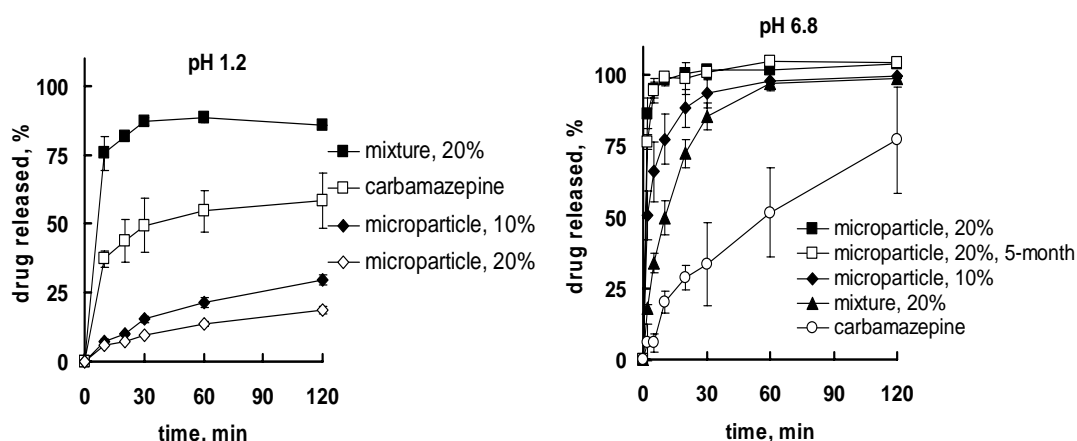 pH 1.2
drug released, %
100
75
50
25
0
0 30 60 90 120
time, min
mixture, 20%
carbamazepine
microparticle, 10%
microparticle, 20%
pH 6.8
drug released, %
100
75
50
25
0
0 30 60 90 120
time, min
microparticle, 20%
microparticle, 20%, 5-month
microparticle, 10%
mixture, 20%
carbamazepine